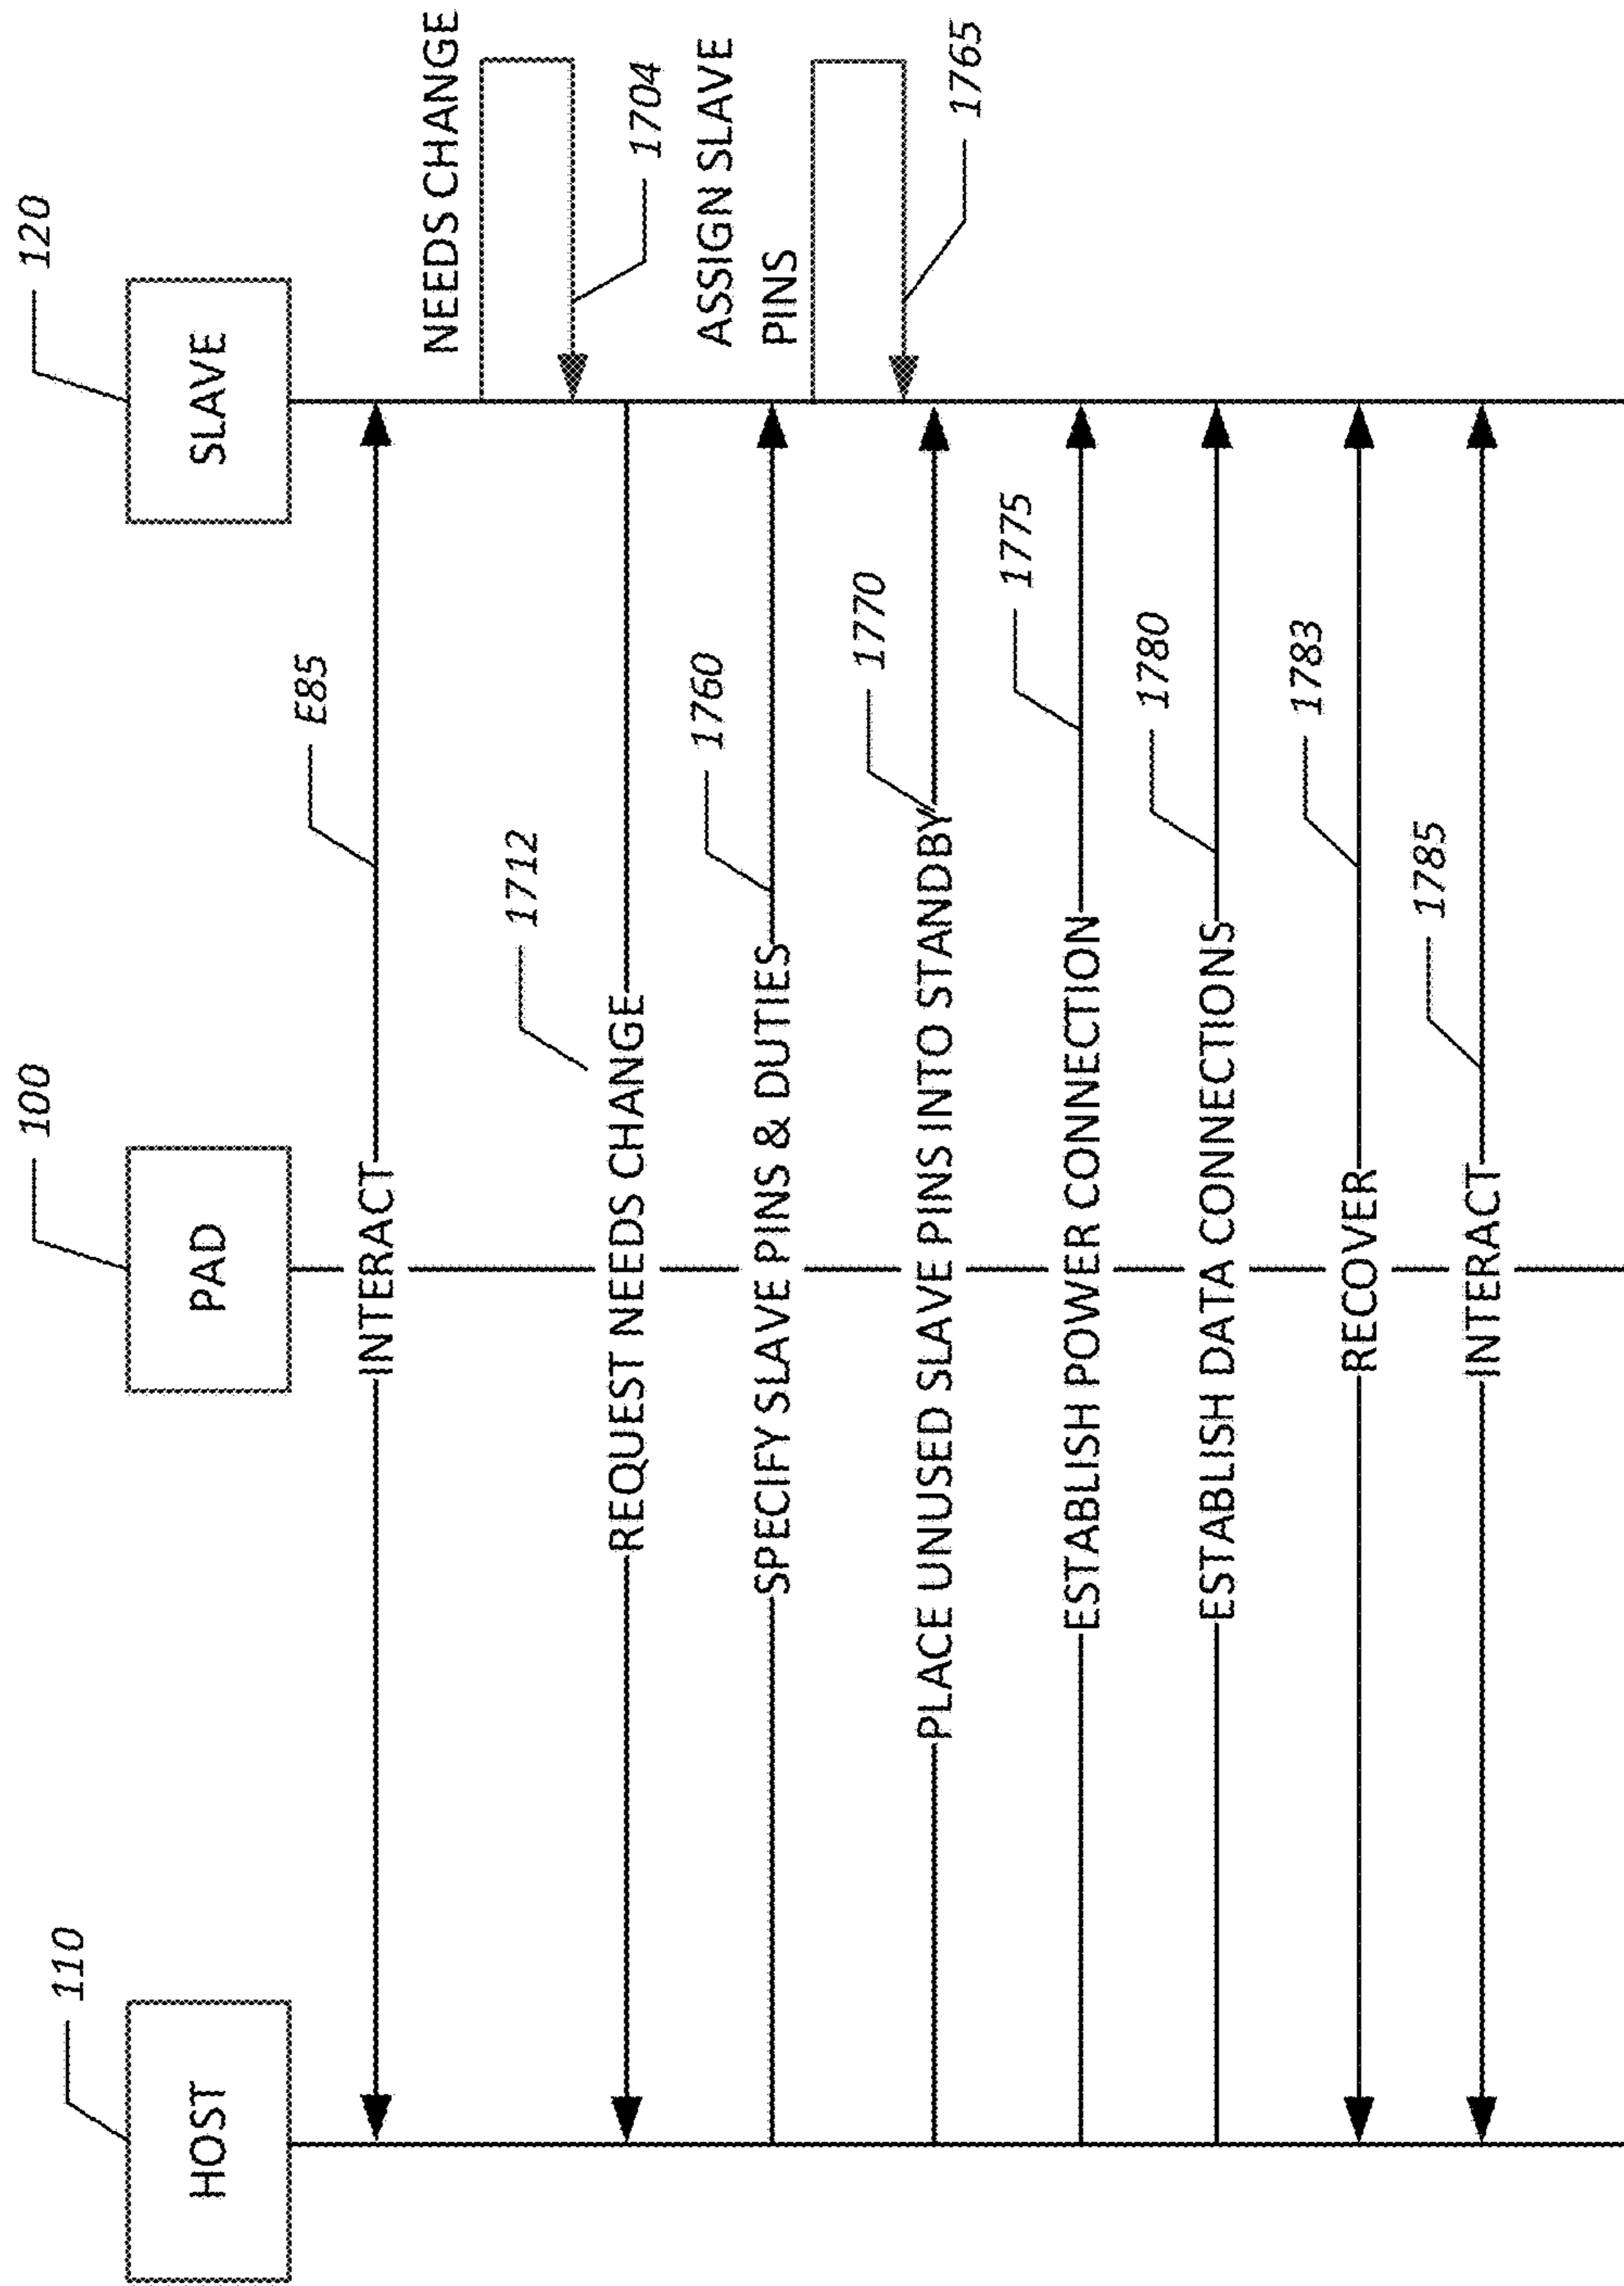 110
HOST
100
PAD
120
SLAVE
E85
INTERACT
NEEDS CHANGE
1704
1712
REQUEST NEEDS CHANGE
1760
SPECIFY SLAVE PINS & DUTIES
ASSIGN SLAVE
PINS
1765
1770
PLACE UNUSED SLAVE PINS INTO STANDBY
1775
ESTABLISH POWER CONNECTION
1780
ESTABLISH DATA CONNECTIONS
1783
RECOVER
1785
INTERACT